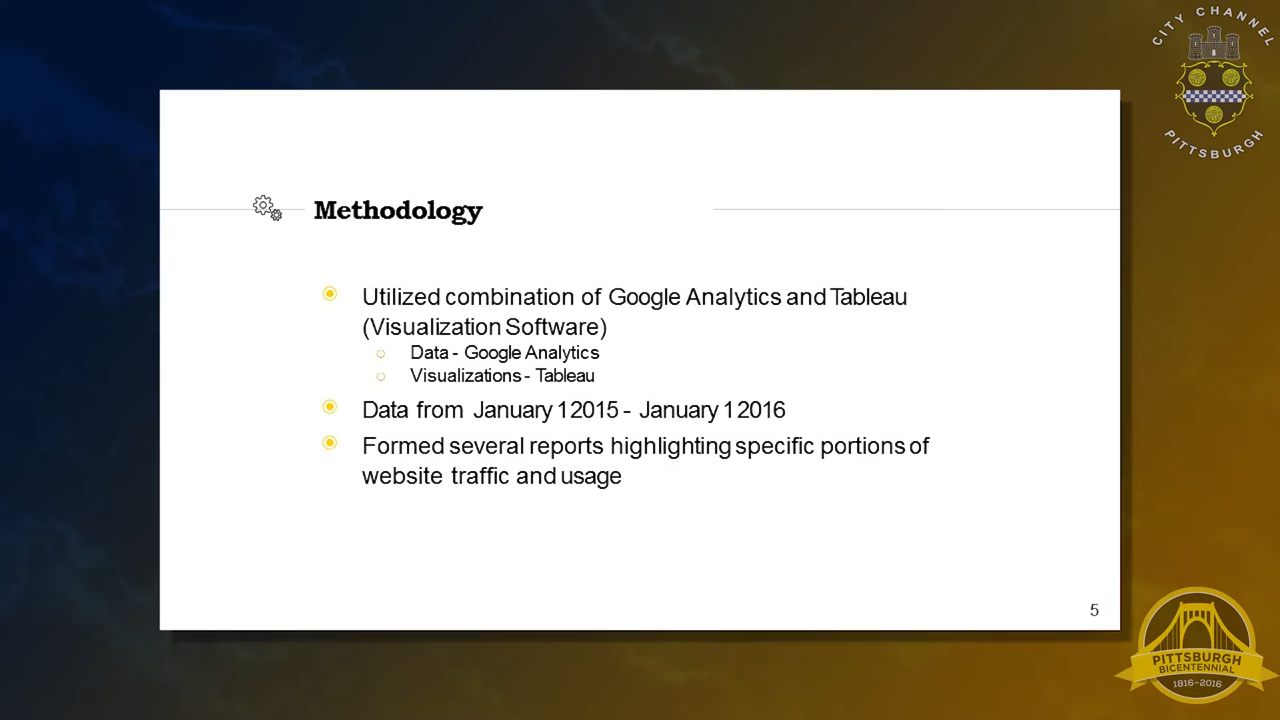 CITY CHANNEL
PITTSBURGH
Methodology
Utilized combination of Google Analytics and Tableau
(Visualization Software)
Data - Google Analytics
Visualizations - Tableau
Data from January 1 2015 - January 1 2016
Formed several reports highlighting specific portions of
website traffic and usage
5
PITTSBURGH
BICENTENNIAL
1816-2016